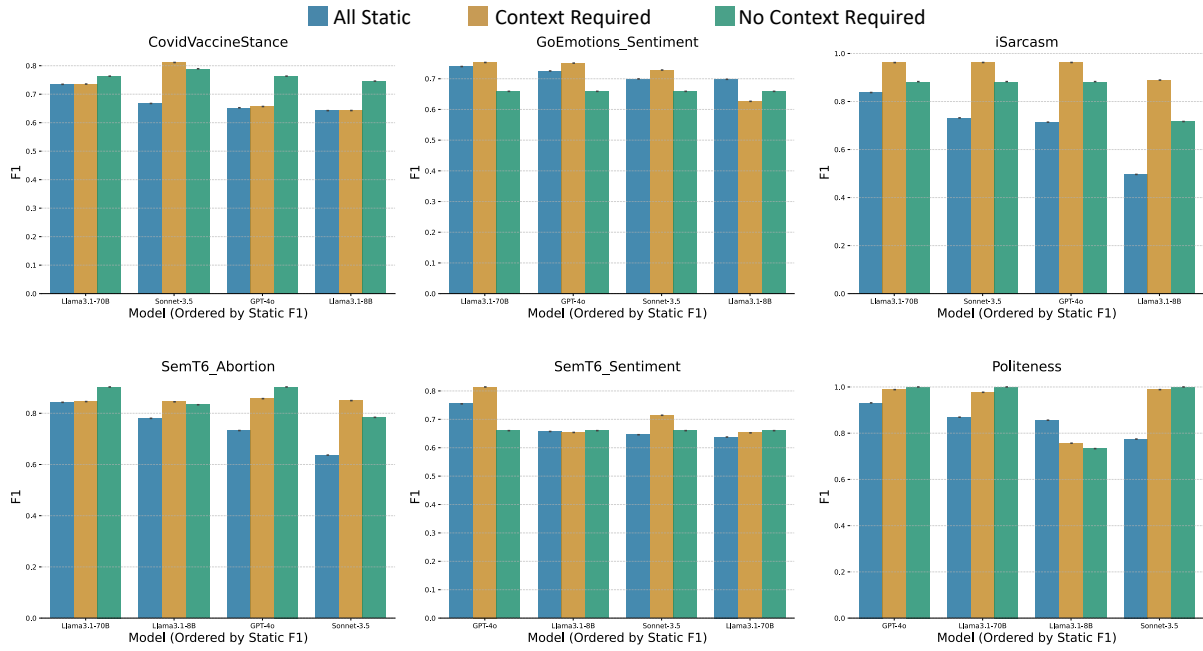 All Static Context Required No Context Required
CovidVaccineStance
0.8
0.7
0.6
0.5
0.4
0.3
0.2
0.1
0.0
F1
Llama3.1-70B Sonnet-3.5 GPT-4o Llama3.1-8B
Model (Ordered by Static F1)
GoEmotions_Sentiment
0.7
0.6
0.5
0.4
0.3
0.2
0.1
0.0
F1
Llama3.1-70B GPT-4o Sonnet-3.5 Llama3.1-8B
Model (Ordered by Static F1)
iSarcasm
1.0
0.8
0.6
0.4
0.2
0.0
F1
Llama3.1-70B Sonnet-3.5 GPT-4o Llama3.1-8B
Model (Ordered by Static F1)
SemT6_Abortion
0.8
0.6
0.4
0.2
0.0
F1
Llama3.1-70B Llama3.1-8B GPT-4o Sonnet-3.5
Model (Ordered by Static F1)
SemT6_Sentiment
0.8
0.7
0.6
0.5
0.4
0.3
0.2
0.1
0.0
F1
GPT-4o Llama3.1-8B Sonnet-3.5 Llama3.1-70B
Model (Ordered by Static F1)
Politeness
1.0
0.8
0.6
0.4
0.2
0.0
F1
GPT-4o Llama3.1-70B Llama3.1-8B Sonnet-3.5
Model (Ordered by Static F1)